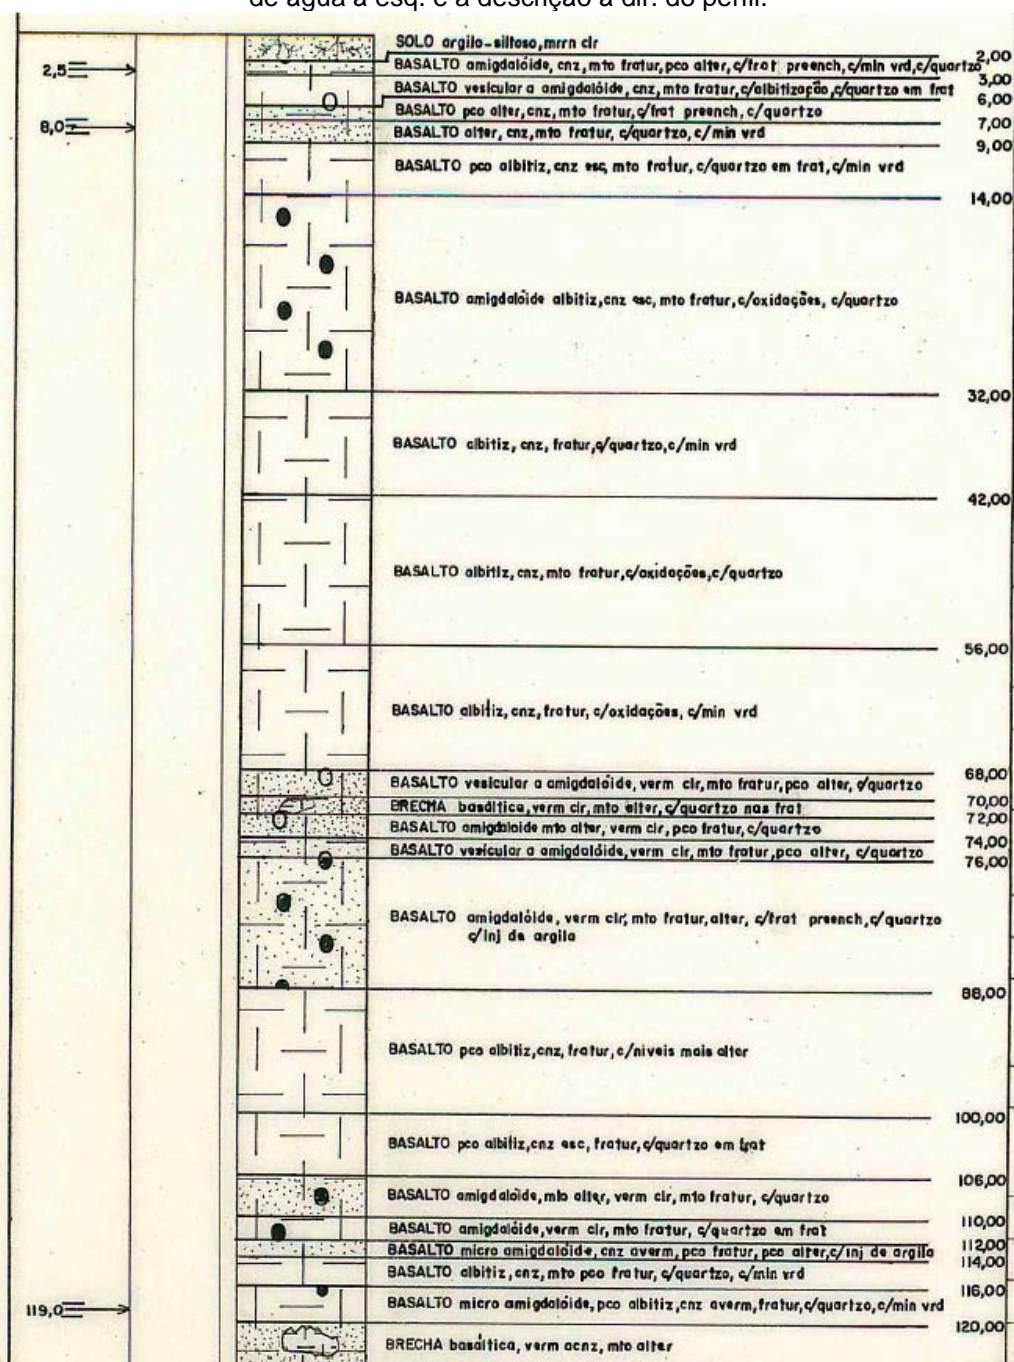 de água à esq. e a descrição à dir. do perfil.
SOLO argilo-siltoso, mrrn clr
2,00
BASALTO amigdalóide, cnz, mto fratur, pco alter, c/frat preench, c/min vrd, c/quartzo
2,5
3,00
BASALTO vesicular a amigdalóide, cnz, mto fratur, c/albitização, c/quartzo em frat
6,00
BASALTO pco alter, cnz, mto fratur, c/frat preench, c/quartzo
7,00
8,0
BASALTO alter, cnz, mto fratur, c/quartzo, c/min vrd
9,00
BASALTO pco albitiz, cnz esc, mto fratur, c/quartzo em frat, c/min vrd
14,00
BASALTO amigdalóide albitiz, cnz esc, mto fratur, c/oxidações, c/quartzo
32,00
BASALTO albitiz, cnz, fratur, c/quartzo, c/min vrd
42,00
BASALTO albitiz, cnz, mto fratur, c/oxidações, c/quartzo
56,00
BASALTO albitiz, cnz, fratur, c/oxidações, c/min vrd
68,00
BASALTO vesicular a amigdalóide, verm clr, mto fratur, pco alter, c/quartzo
70,00
BRECHA basáltica, verm clr, mto alter, c/quartzo nas frat
72,00
BASALTO amigdaloide mto alter, verm clr, pco fratur, c/quartzo
74,00
BASALTO vesicular a amigdalóide, verm clr, mto fratur, pco alter, c/quartzo
76,00
BASALTO amigdalóide, verm clr, mto fratur, alter, c/frat preench, c/quartzo
c/inj de argila
88,00
BASALTO pco albitiz, cnz, fratur, c/niveis mais alter
100,00
BASALTO pco albitiz, cnz esc, fratur, c/quartzo em frat
106,00
BASALTO amigdalóide, mto alter, verm clr, mto fratur, c/quartzo
110,00
BASALTO amigdalóide, verm clr, mto fratur, c/quartzo em frat
112,00
BASALTO micro amigdalóide, cnz averm, pco fratur, pco alter, c/inj de argila
114,00
BASALTO albitiz, cnz, mto pco fratur, c/quartzo, c/min vrd
116,00
119,0
BASALTO micro amigdalóide, pco albitiz, cnz averm, fratur, c/quartzo, c/min vrd
120,00
BRECHA basáltica, verm acnz, mto alter